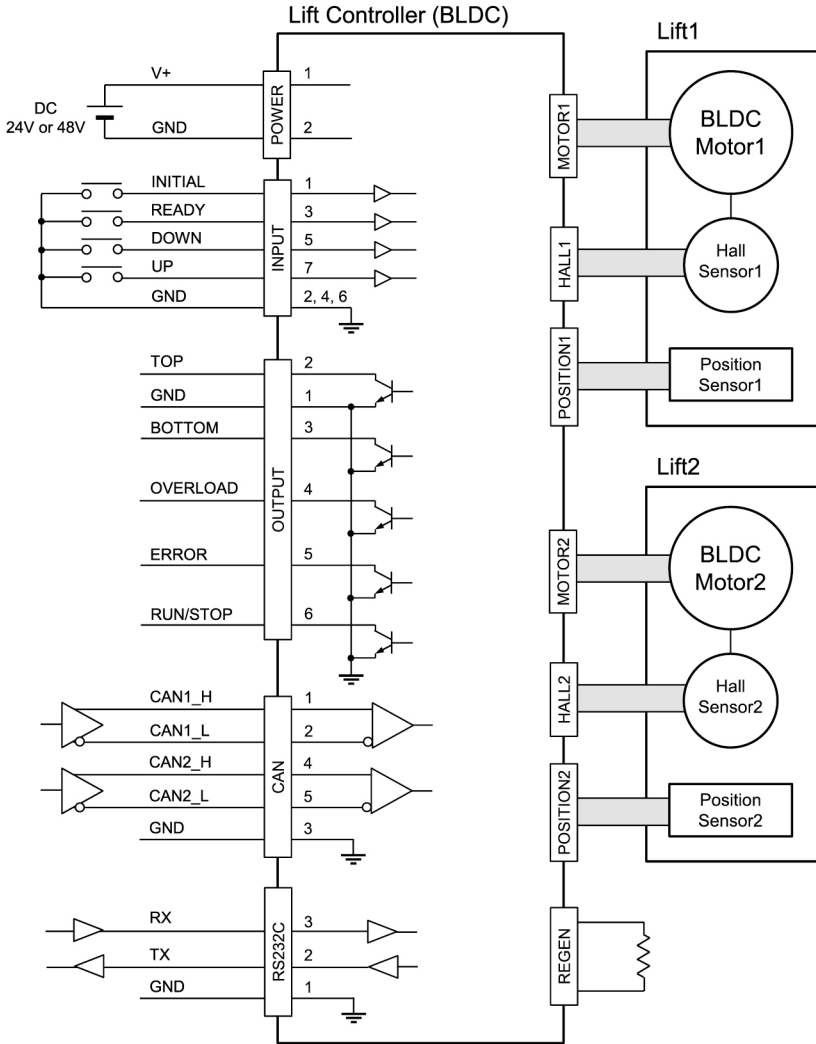 Lift Controller (BLDC)
DC
24V or 48V
V+
GND
POWER
1
2
INITIAL
READY
DOWN
UP
GND
INPUT
1
3
5
7
2, 4, 6
TOP
GND
BOTTOM
OVERLOAD
ERROR
RUN/STOP
OUTPUT
2
1
3
4
5
6
CAN1_H
CAN1_L
CAN2_H
CAN2_L
GND
CAN
1
2
4
5
3
RX
TX
GND
RS232C
3
2
1
MOTOR1
HALL1
POSITION1
MOTOR2
HALL2
POSITION2
REGEN
Lift1
BLDC
Motor1
Hall
Sensor1
Position
Sensor1
Lift2
BLDC
Motor2
Hall
Sensor2
Position
Sensor2